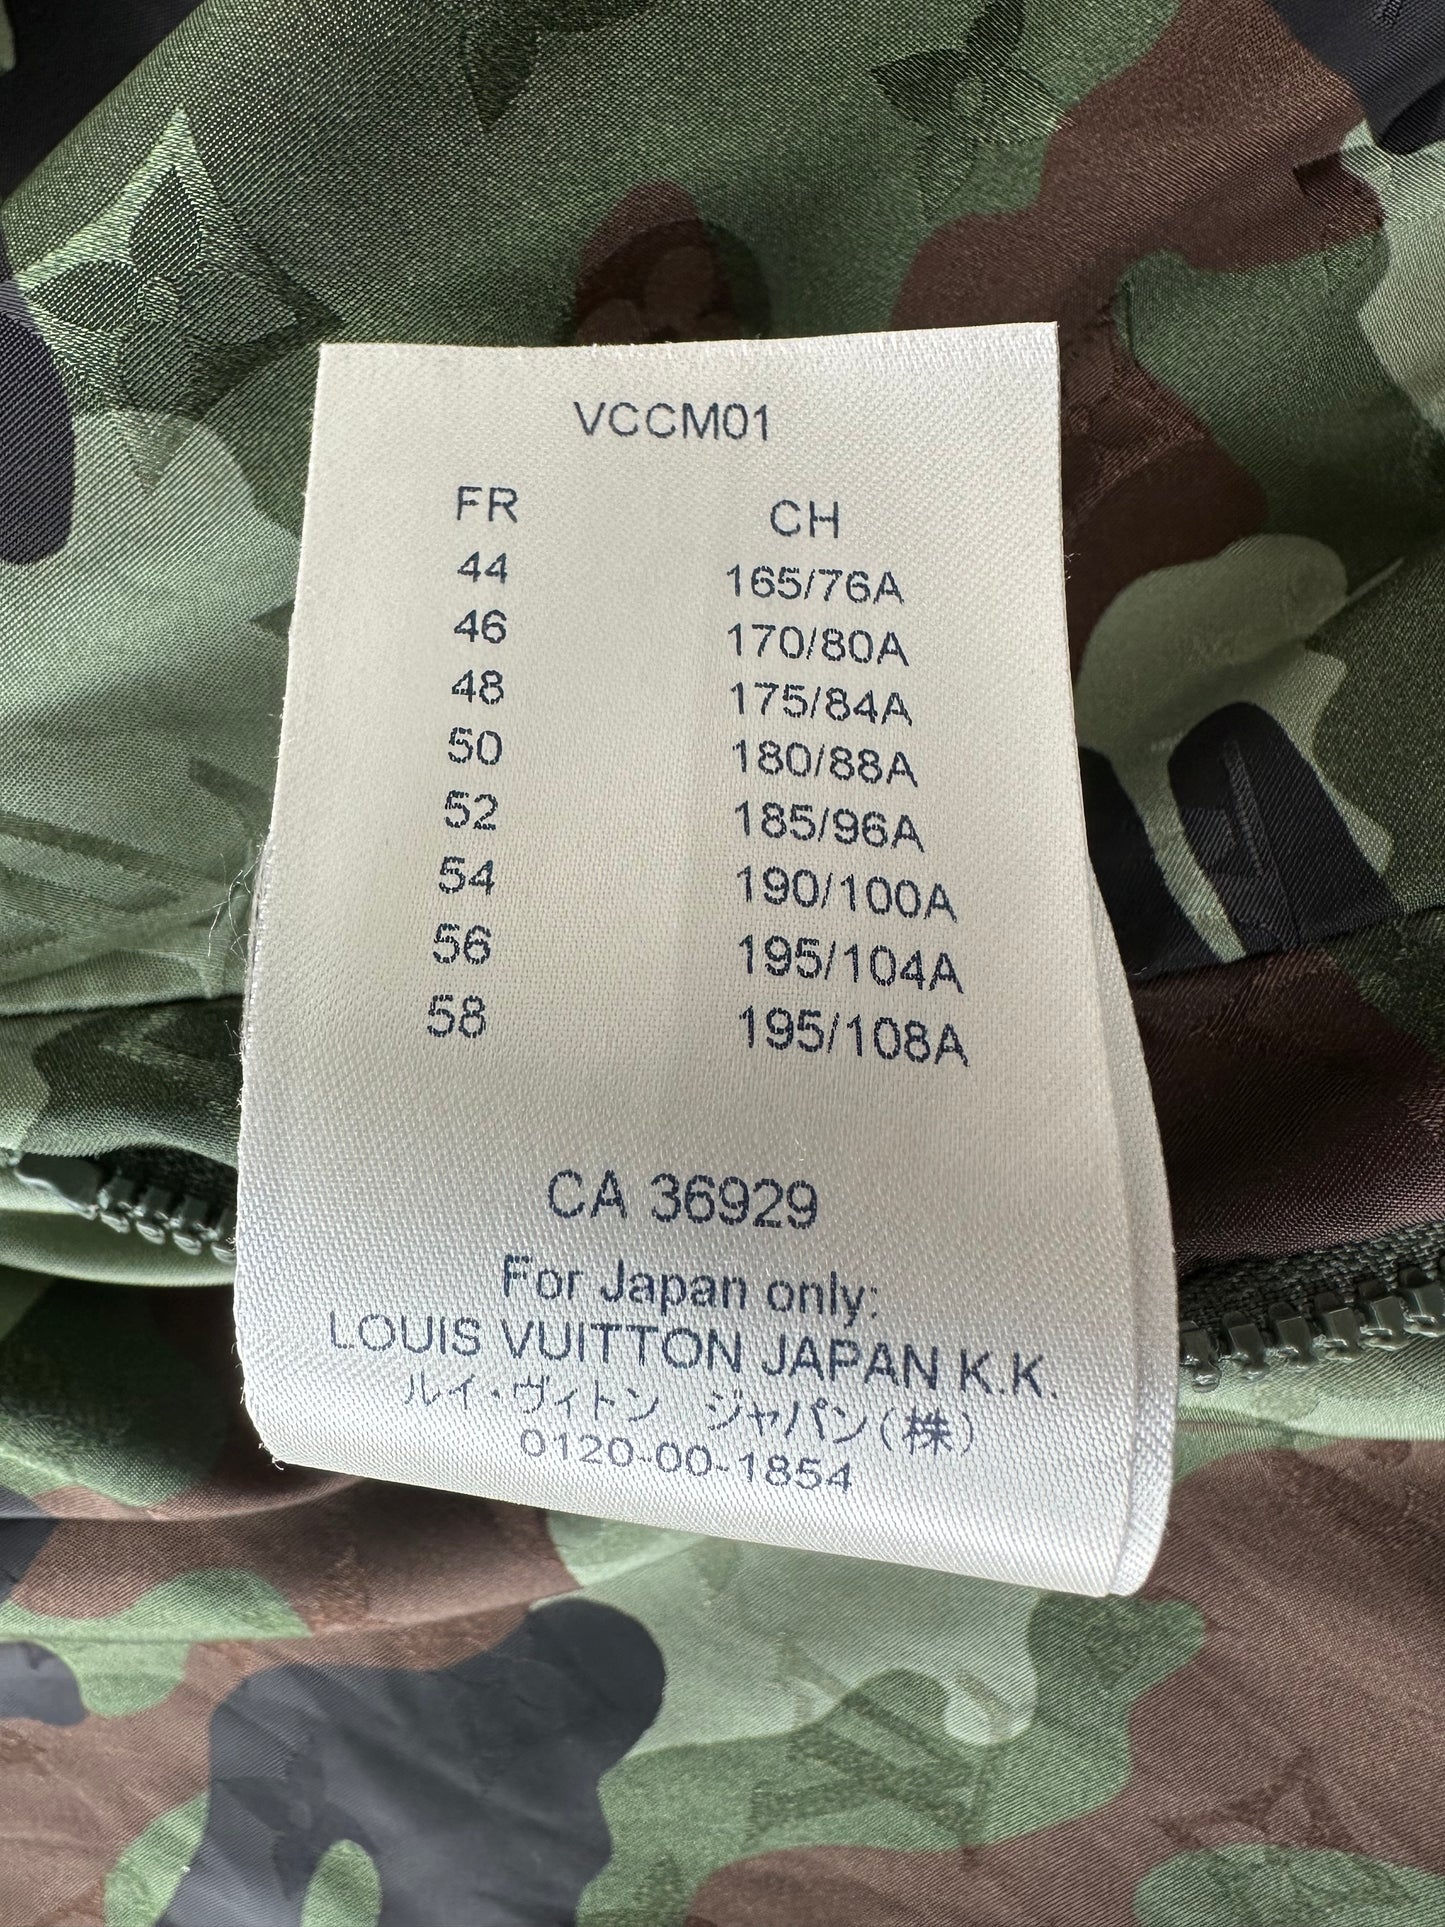 VCCM01
FR CH
44 165/76A
46 170/80A
48 175/84A
50 180/88A
52 185/96A
54 190/100A
56 195/104A
58 195/108A
CA 36929
For Japan only:
LOUIS VUITTON JAPAN K.K.
ルイ・ヴィトン ジャパン(株)
0120-00-1854